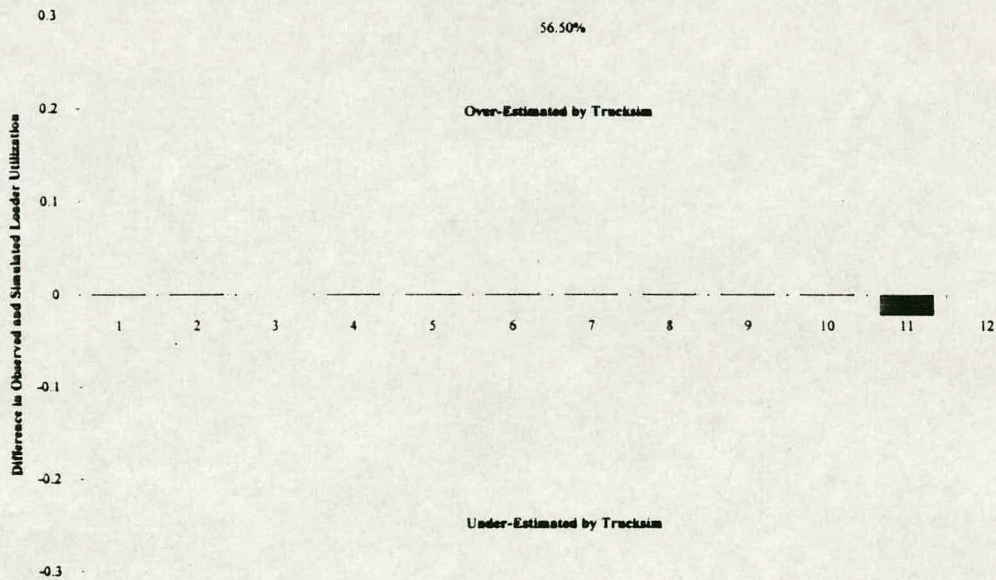 0.3
56.50%
0.2
Over-Estimated by Trucksim
0.1
Difference in Observed and Simulated Loader Utilization
0
1 2 3 4 5 6 7 8 9 10 11 12
-0.1
-0.2
Under-Estimated by Trucksim
-0.3